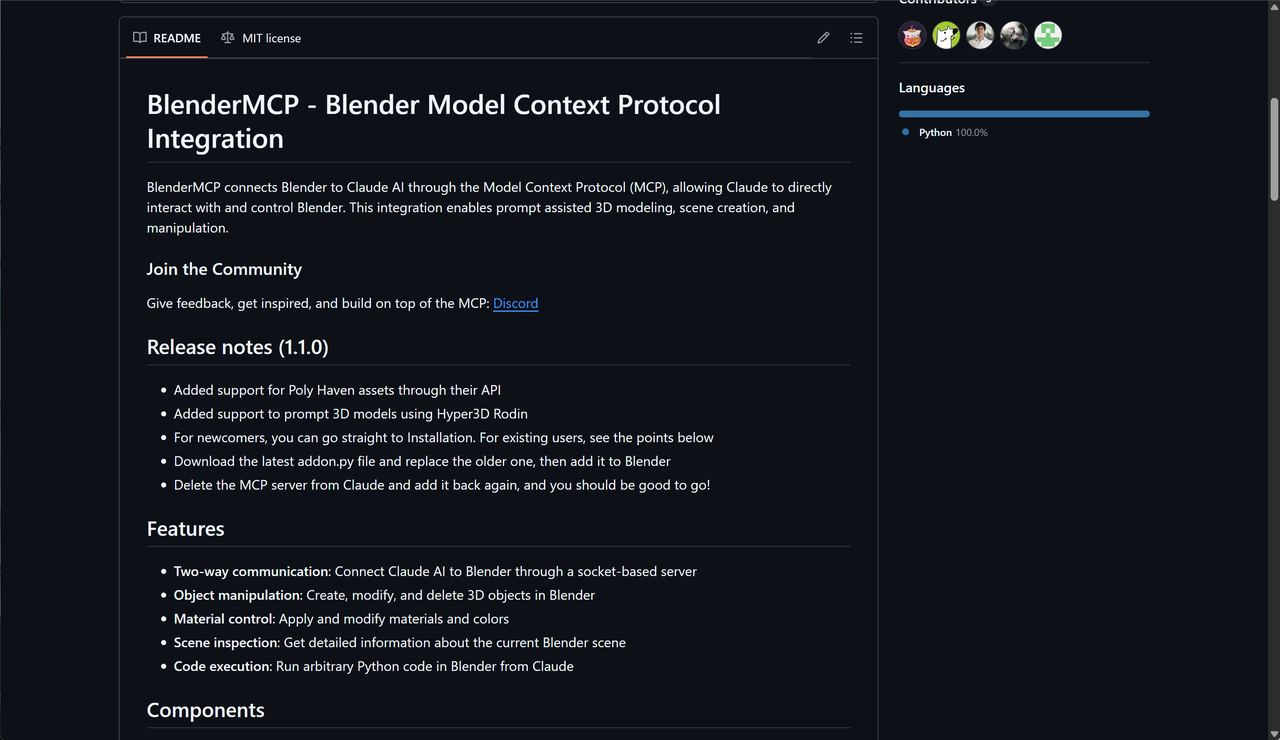 Contributors 5
README
MIT license
BlenderMCP - Blender Model Context Protocol
Integration
BlenderMCP connects Blender to Claude AI through the Model Context Protocol (MCP), allowing Claude to directly
interact with and control Blender. This integration enables prompt assisted 3D modeling, scene creation, and
manipulation.
Join the Community
Give feedback, get inspired, and build on top of the MCP: Discord
Release notes (1.1.0)
• Added support for Poly Haven assets through their API
• Added support to prompt 3D models using Hyper3D Rodin
• For newcomers, you can go straight to Installation. For existing users, see the points below
• Download the latest addon.py file and replace the older one, then add it to Blender
• Delete the MCP server from Claude and add it back again, and you should be good to go!
Features
• Two-way communication: Connect Claude AI to Blender through a socket-based server
• Object manipulation: Create, modify, and delete 3D objects in Blender
• Material control: Apply and modify materials and colors
• Scene inspection: Get detailed information about the current Blender scene
• Code execution: Run arbitrary Python code in Blender from Claude
Components
Languages
Python 100.0%